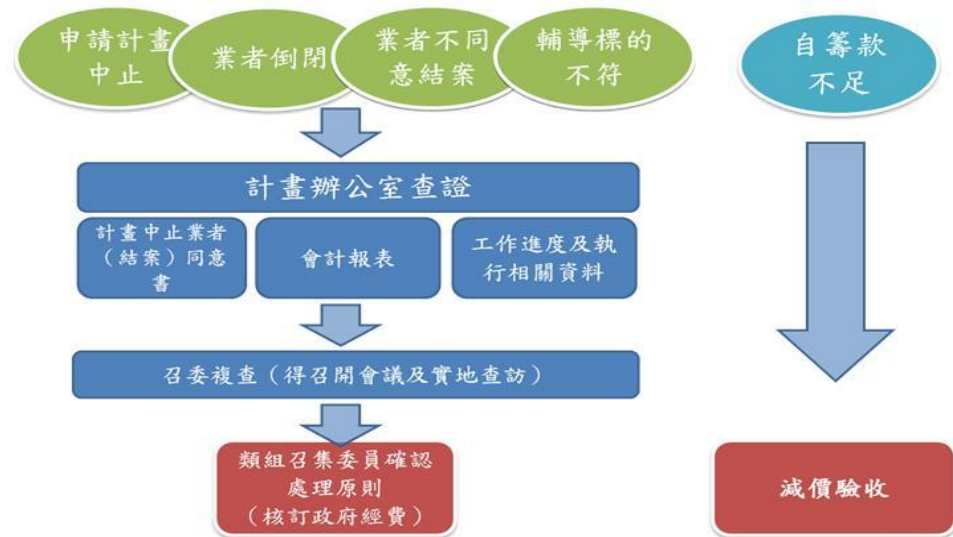 申請計畫
中止
業者倒閉
業者不同
意結案
輔導標的
不符
自籌款
不足
計畫辦公室查證
計畫中止業者
（結案）同意
書
會計報表
工作進度及執
行相關資料
召委複查（得召開會議及實地查訪）
類組召集委員確認
處理原則
（核訂政府經費）
減價驗收